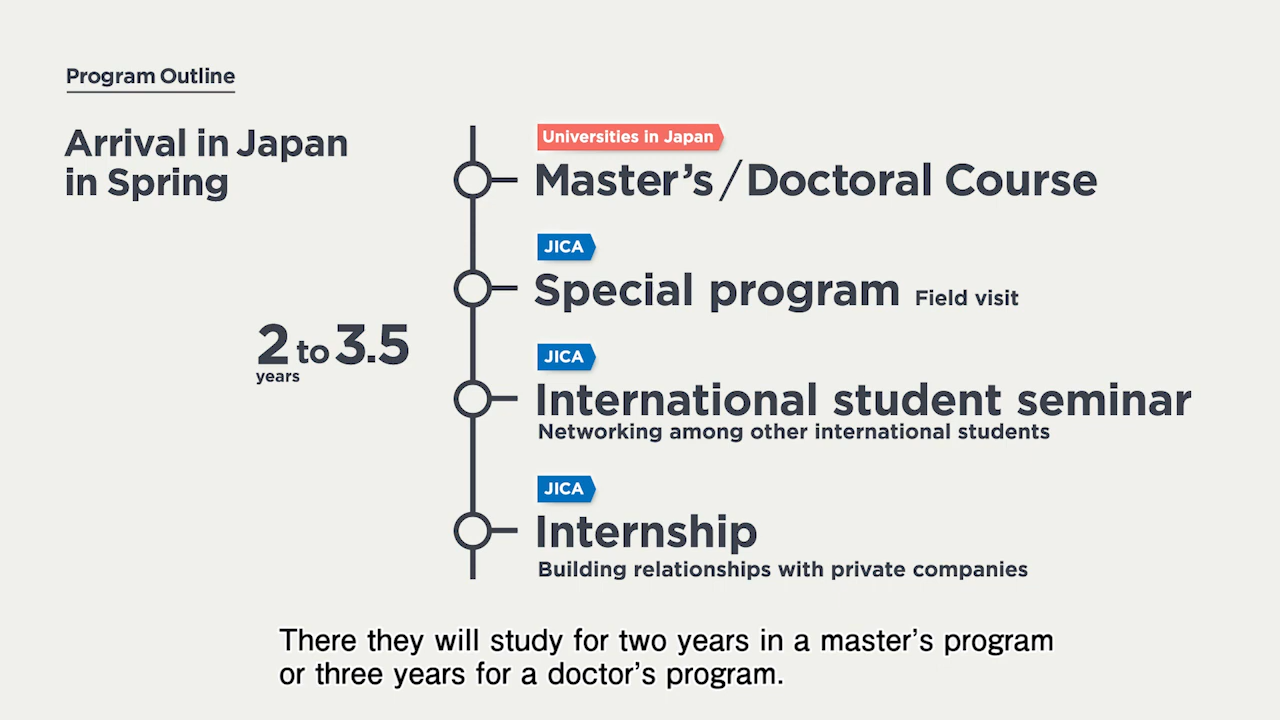 Program Outline
Arrival in Japan
in Spring
2 to 3.5
years
Universities in Japan
Master’s/Doctoral Course
JICA
Special program Field visit
JICA
International student seminar
Networking among other international students
JICA
Internship
Building relationships with private companies
There they will study for two years in a master’s program
or three years for a doctor’s program.